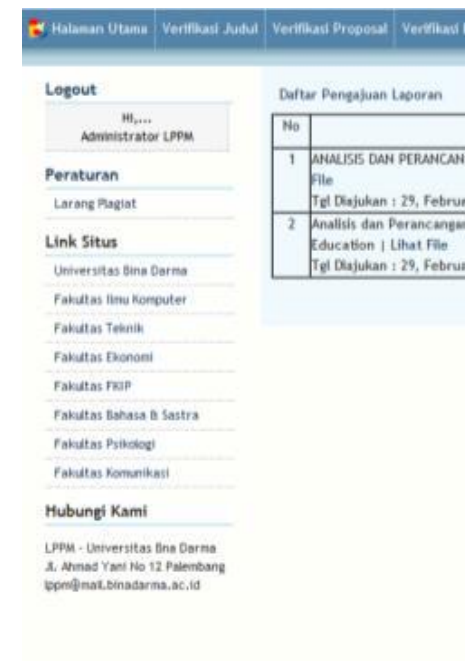 Halaman Utama Verifikasi Judul Verifikasi Proposal Verifikasi
Logout
Hi,...
Administrator LPPM
Peraturan
Larang Plagiat
Link Situs
Universitas Bina Darma
Fakultas Ilmu Komputer
Fakultas Teknik
Fakultas Ekonomi
Fakultas FKIP
Fakultas Bahasa & Sastra
Fakultas Psikologi
Fakultas Komunikasi
Hubungi Kami
LPPM - Universitas Bna Darma
Jl. Ahmad Yani No 12 Palembang
lppm@mail.binadarma.ac.id
Daftar Pengajuan Laporan
No
1 ANALISIS DAN PERANCAN
File
Tgl Diajukan : 29, Februa
2 Analisis dan Perancanga
Education | Lihat File
Tgl Diajukan : 29, Februa